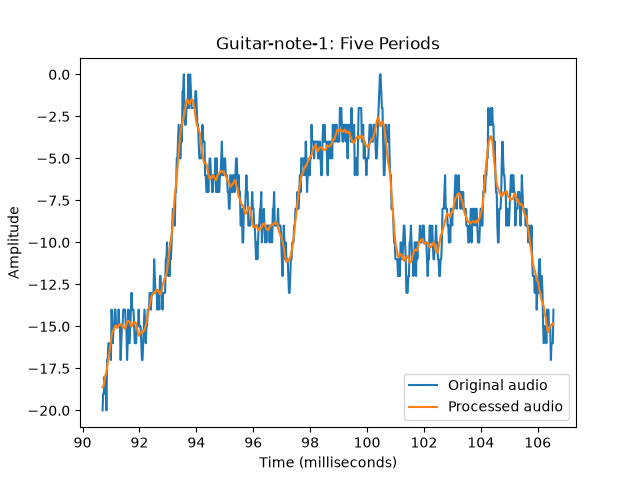 Guitar-note-1: Five Periods
Amplitude
0.0
−2.5
−5.0
−7.5
−10.0
−12.5
−15.0
−17.5
−20.0
Original audio
Processed audio
90 92 94 96 98 100 102 104 106
Time (milliseconds)